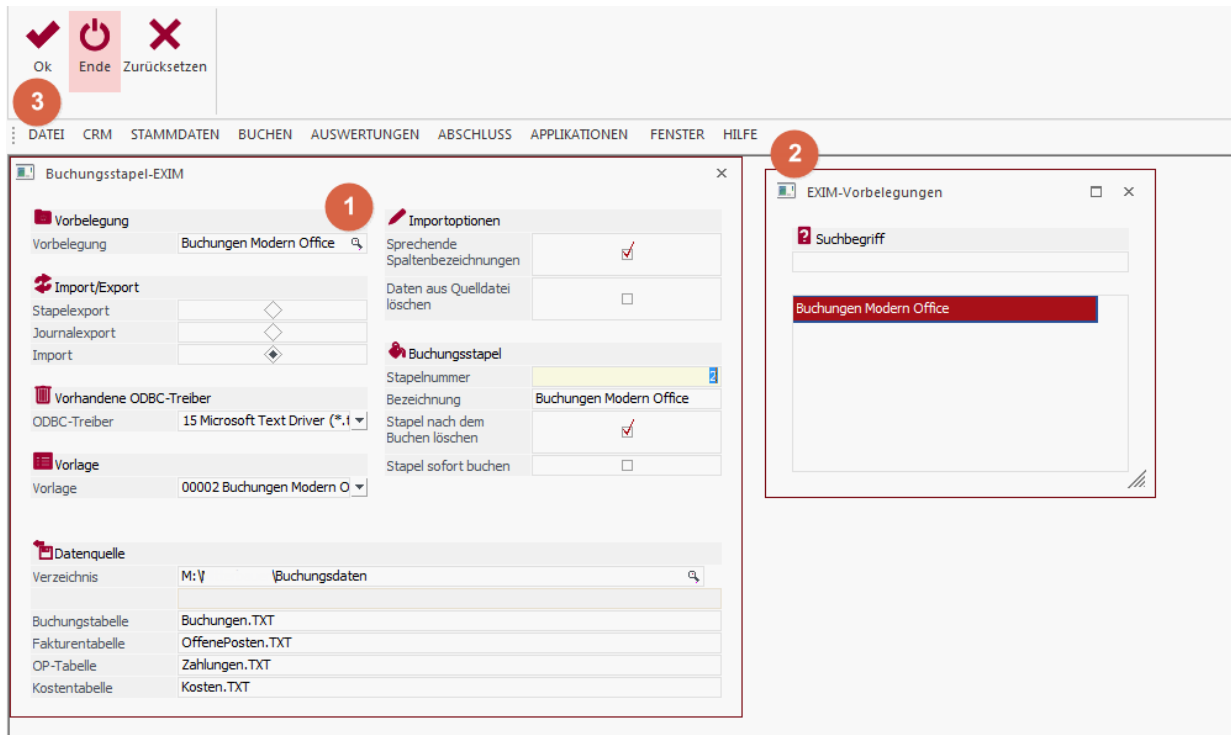 Ok Ende Zurücksetzen
3
DATEI CRM STAMMDATEN BUCHEN AUSWERTUNGEN ABSCHLUSS APPLIKATIONEN FENSTER HILFE
Buchungsstapel-EXIM
1
Vorbelegung
Vorbelegung Buchungen Modern Office
Import/Export
Stapelexport
Journalexport
Import
Vorhandene ODBC-Treiber
ODBC-Treiber 15 Microsoft Text Driver (*.t
Vorlage
Vorlage 00002 Buchungen Modern O
Importoptionen
Sprechende
Spaltenbezeichnungen
Daten aus Quelldatei
löschen
Buchungsstapel
Stapelnummer 2
Bezeichnung Buchungen Modern Office
Stapel nach dem
Buchen löschen
Stapel sofort buchen
Datenquelle
Verzeichnis M:\ \Buchungsdaten
Buchungstabelle Buchungen.TXT
Fakturentabelle OffenePosten.TXT
OP-Tabelle Zahlungen.TXT
Kostentabelle Kosten.TXT
2
EXIM-Vorbelegungen
Suchbegriff
Buchungen Modern Office